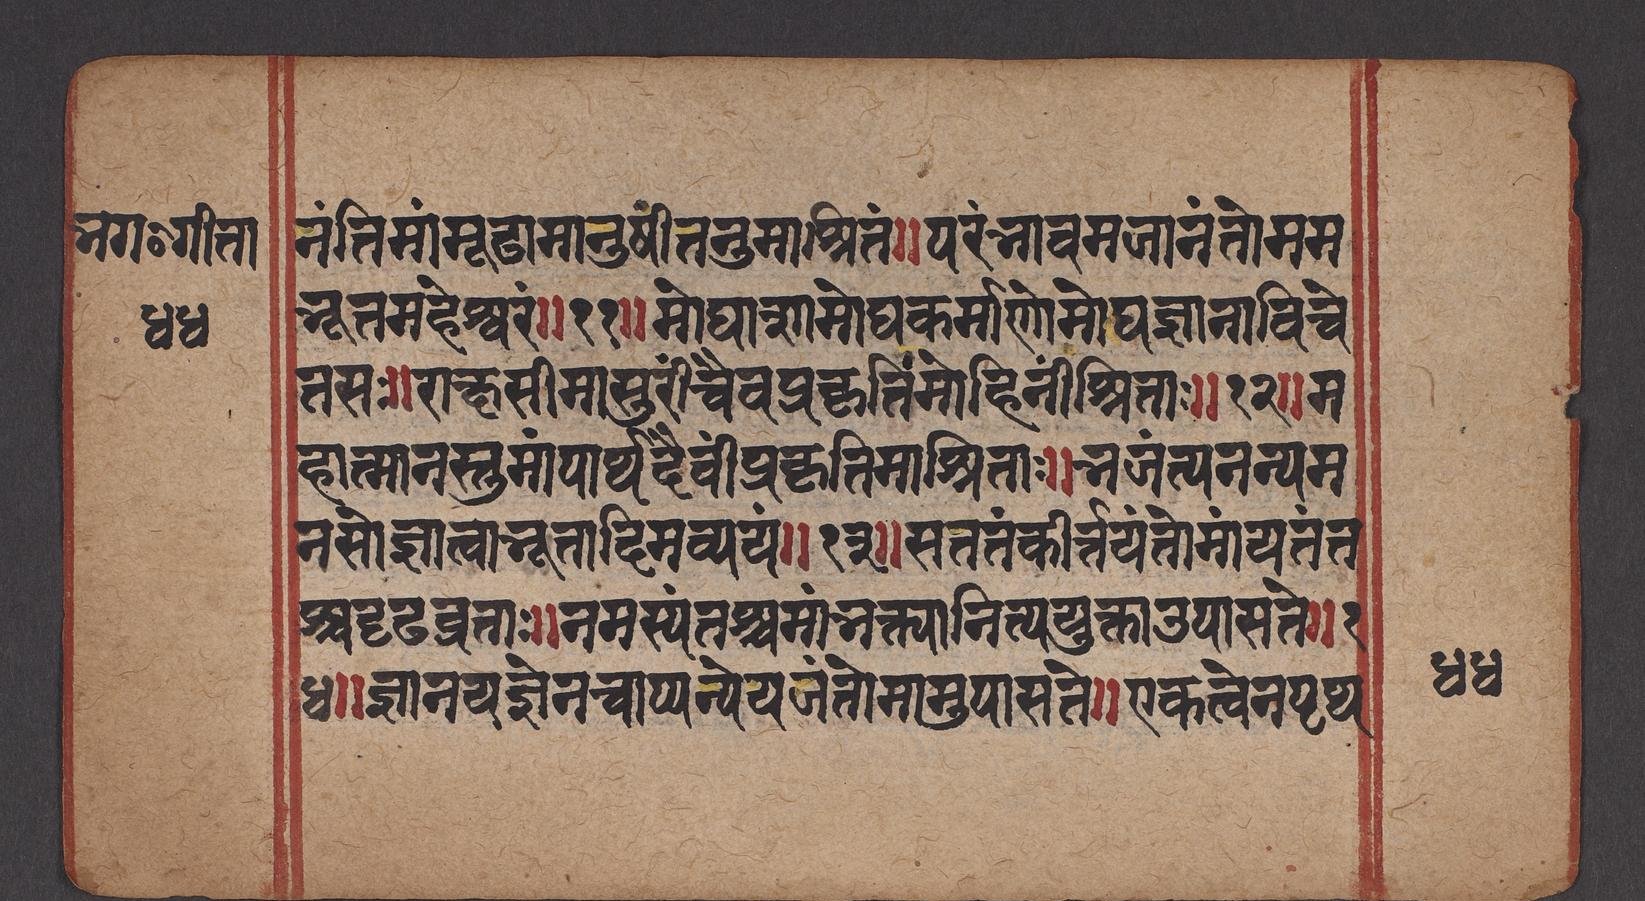 भग॰गीता
४४
नंतिमांमूढामानुषींतनुमाश्रितं॥परंभावमजानंतोमम
भूतमहेश्वरं॥११॥मोघाशामोघकर्माणोमोघज्ञानाविचे
तसः॥राक्षसीमासुरींचैवप्रकृतिंमोहिनींश्रिताः॥१२॥म
हात्मानस्तुमांपार्थदैवींप्रकृतिमाश्रिताः॥भजंत्यनन्यम
नसोज्ञात्वाभूतादिमव्ययं॥१३॥सततंकीर्त्तयंतोमांयतंत
श्चदृढव्रताः॥नमस्यंतश्चमांभक्त्यानित्ययुक्ताउपासते॥१
४॥ज्ञानयज्ञेनचाप्यन्येयजंतोमामुपासते॥एकत्वेनपृथ
४४